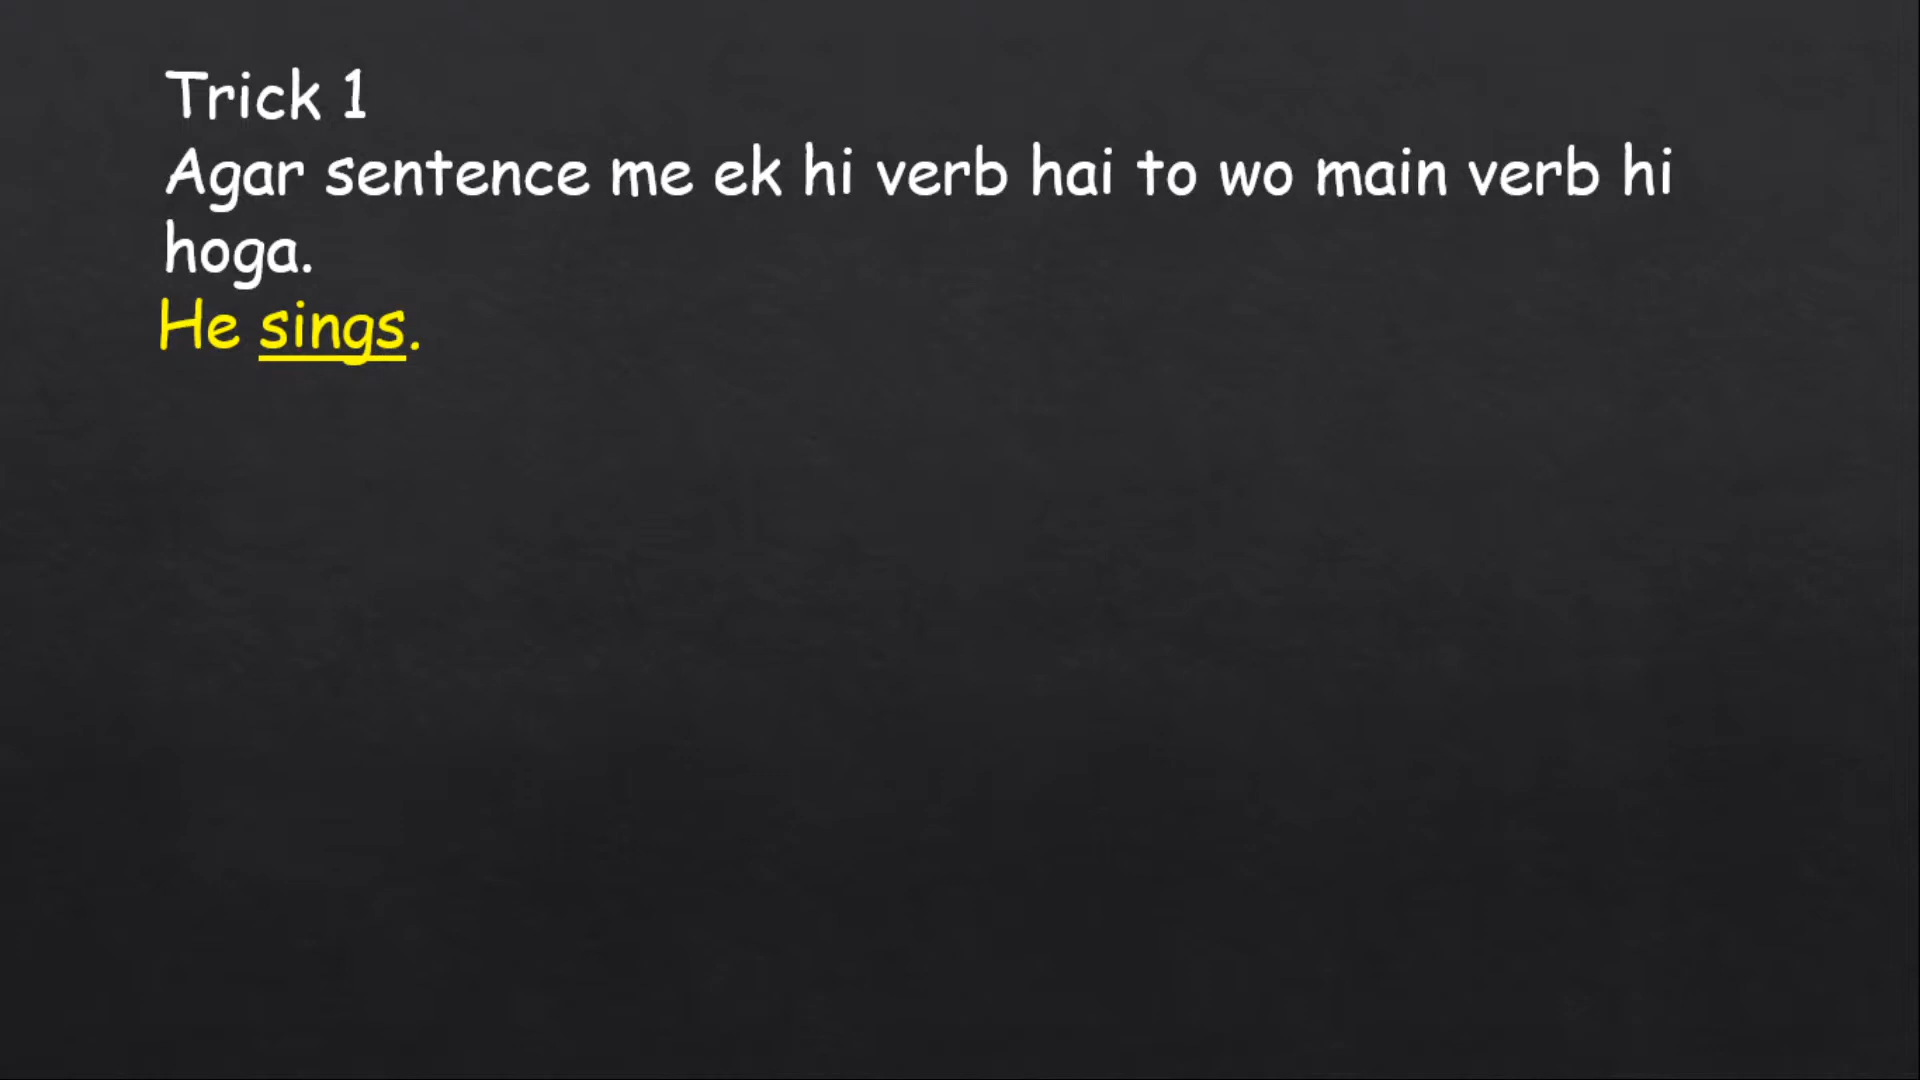 Trick 1
Agar sentence me ek hi verb hai to wo main verb hi
hoga.
He sings.